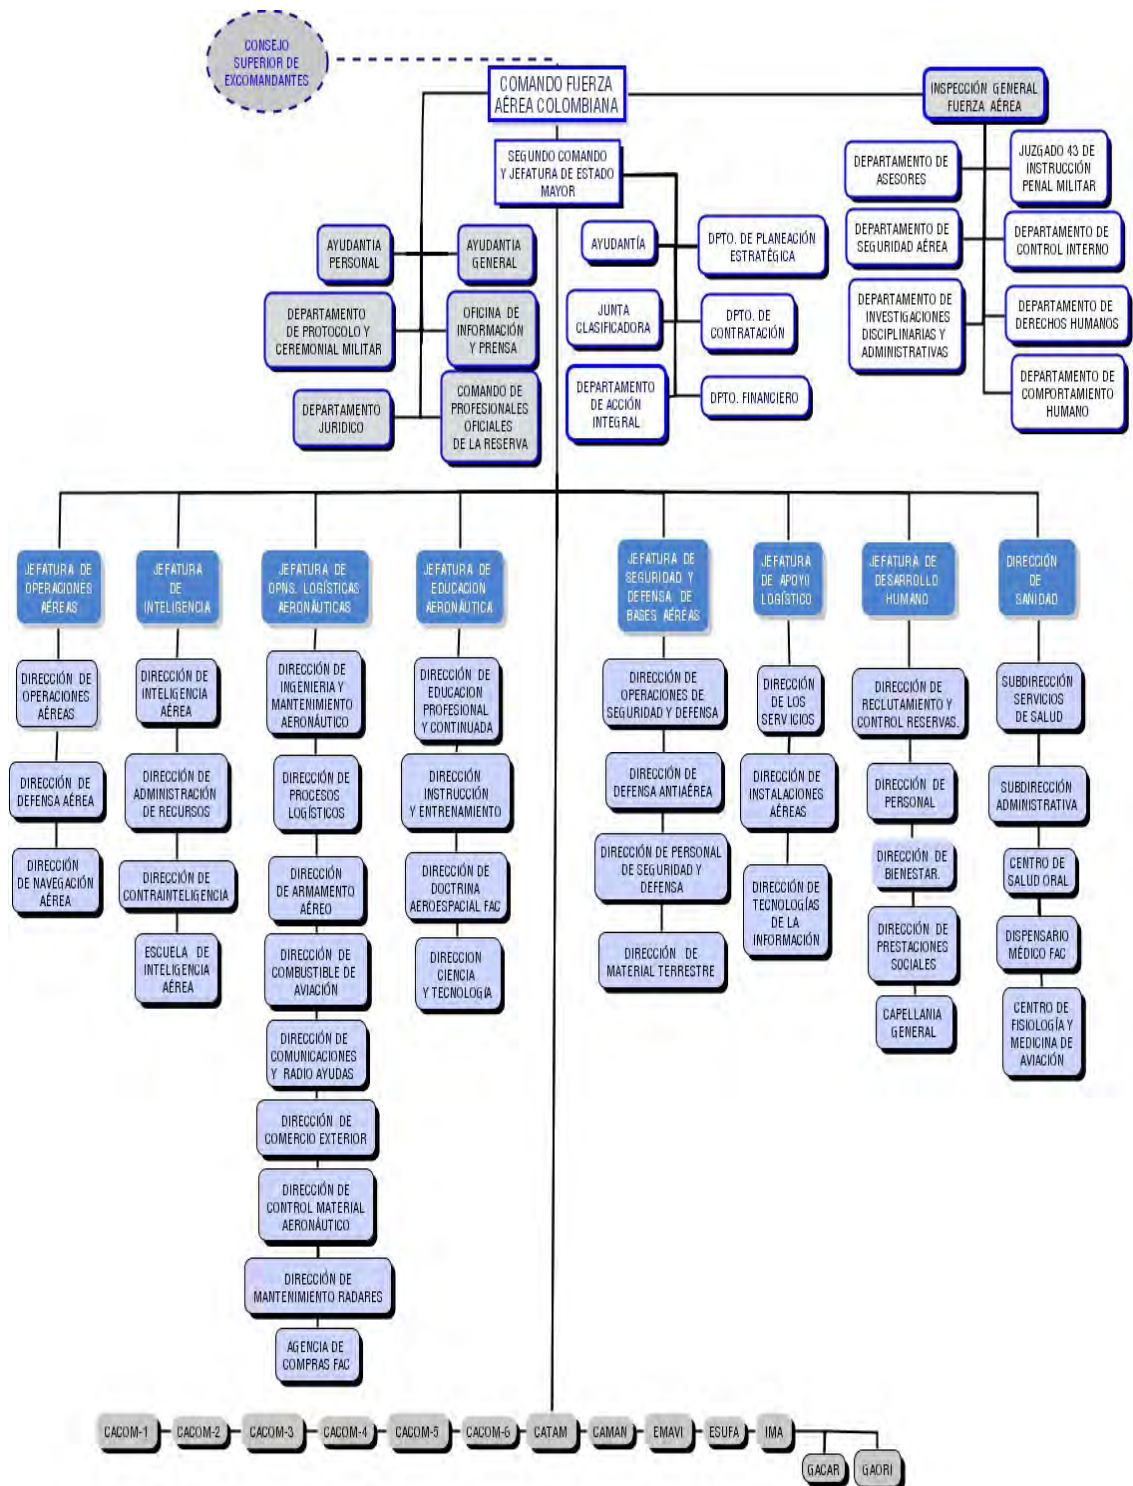 CONSEJO
SUPERIOR DE
EXCOMANDANTES
COMANDO FUERZA
AÉREA COLOMBIANA
INSPECCIÓN GENERAL
FUERZA AÉREA
SEGUNDO COMANDO
Y JEFATURA DE ESTADO
MAYOR
DEPARTAMENTO DE
ASESORES
JUZGADO 43 DE
INSTRUCCIÓN
PENAL MILITAR
DEPARTAMENTO DE
SEGURIDAD AÉREA
DEPARTAMENTO DE
CONTROL INTERNO
DEPARTAMENTO DE
INVESTIGACIONES
DISCIPLINARIAS Y
ADMINISTRATIVAS
DEPARTAMENTO DE
DERECHOS HUMANOS
DEPARTAMENTO DE
COMPORTAMIENTO
HUMANO
AYUDANTIA
PERSONAL
AYUDANTIA
GENERAL
DEPARTAMENTO
DE PROTOCOLO Y
CEREMONIAL MILITAR
OFICINA DE
INFORMACIÓN
Y PRENSA
DEPARTAMENTO
JURIDICO
COMANDO DE
PROFESIONALES
OFICIALES
DE LA RESERVA
AYUDANTÍA
DPTO. DE PLANEACIÓN
ESTRATÉGICA
JUNTA
CLASIFICADORA
DPTO. DE
CONTRATACIÓN
DEPARTAMENTO
DE ACCIÓN
INTEGRAL
DPTO. FINANCIERO
JEFATURA DE
OPERACIONES
AÉREAS
DIRECCIÓN DE
OPERACIONES
AÉREAS
DIRECCIÓN DE
DEFENSA AÉREA
DIRECCIÓN
DE NAVEGACIÓN
AÉREA
JEFATURA
DE
INTELIGENCIA
DIRECCIÓN DE
INTELIGENCIA
AÉREA
DIRECCIÓN DE
ADMINISTRACIÓN
DE RECURSOS
DIRECCIÓN DE
CONTRAINTELIGENCIA
ESCUELA DE
INTELIGENCIA
AÉREA
JEFATURA DE
OPNS. LOGÍSTICAS
AERONÁUTICAS
DIRECCIÓN DE
INGENIERIA Y
MANTENIMIENTO
AERONÁUTICO
DIRECCIÓN DE
PROCESOS
LOGÍSTICOS
DIRECCIÓN
DE ARMAMENTO
AÉREO
DIRECCIÓN DE
COMBUSTIBLE DE
AVIACIÓN
DIRECCIÓN DE
COMUNICACIONES
Y RADIO AYUDAS
DIRECCIÓN DE
COMERCIO EXTERIOR
DIRECCIÓN DE
CONTROL MATERIAL
AERONÁUTICO
DIRECCIÓN DE
MANTENIMIENTO RADARES
AGENCIA DE
COMPRAS FAC
JEFATURA DE
EDUCACION
AERONÁUTICA
DIRECCIÓN DE
EDUCACION
PROFESIONAL
Y CONTINUADA
DIRECCIÓN
INSTRUCCIÓN
Y ENTRENAMIENTO
DIRECCIÓN DE
DOCTRINA
AEROESPACIAL FAC
DIRECCION
CIENCIA
Y TECNOLOGÍA
JEFATURA DE
SEGURIDAD Y
DEFENSA DE
BASES AÉREAS
DIRECCIÓN DE
OPERACIONES DE
SEGURIDAD Y DEFENSA
DIRECCIÓN DE
DEFENSA ANTIAÉREA
DIRECCIÓN DE PERSONAL
DE SEGURIDAD Y
DEFENSA
DIRECCIÓN DE
MATERIAL TERRESTRE
JEFATURA
DE APOYO
LOGÍSTICO
DIRECCIÓN
DE LOS
SERVICIOS
DIRECCIÓN DE
INSTALACIONES
AÉREAS
DIRECCIÓN DE
TECNOLOGÍAS
DE LA
INFORMACIÓN
JEFATURA DE
DESARROLLO
HUMANO
DIRECCIÓN DE
RECLUTAMIENTO Y
CONTROL RESERVAS.
DIRECCIÓN
DE PERSONAL
DIRECCIÓN DE
BIENESTAR.
DIRECCIÓN DE
PRESTACIONES
SOCIALES
CAPELLANIA
GENERAL
DIRECCIÓN
DE
SANIDAD
SUBDIRECCIÓN
SERVICIOS
DE SALUD
SUBDIRECCIÓN
ADMINISTRATIVA
CENTRO DE
SALUD ORAL
DISPENSARIO
MÉDICO FAC
CENTRO DE
FISIOLOGÍA Y
MEDICINA DE
AVIACIÓN
CACOM-1
CACOM-2
CACOM-3
CACOM-4
CACOM-5
CACOM-6
CATAM
CAMAN
EMAVI
ESUFA
IMA
GACAR
GAORI